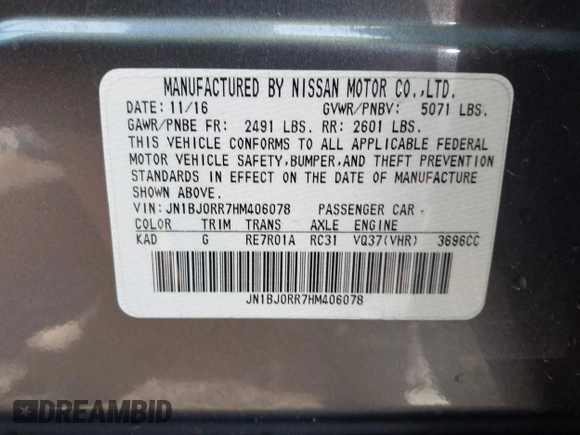 MANUFACTURED BY NISSAN MOTOR CO.,LTD.
DATE: 11/16 GVWR/PNBV: 5071 LBS.
GAWR/PNBE FR: 2491 LBS. RR: 2601 LBS.
THIS VEHICLE CONFORMS TO ALL APPLICABLE FEDERAL
MOTOR VEHICLE SAFETY,BUMPER,AND THEFT PREVENTION
STANDARDS IN EFFECT ON THE DATE OF MANUFACTURE
SHOWN ABOVE.
VIN: JN1BJ0RR7HM406078 PASSENGER CAR
COLOR TRIM TRANS AXLE ENGINE
KAD G RE7R01A RC31 VQ37(VHR) 3696CC
JN1BJ0RR7HM406078
DREAMBID